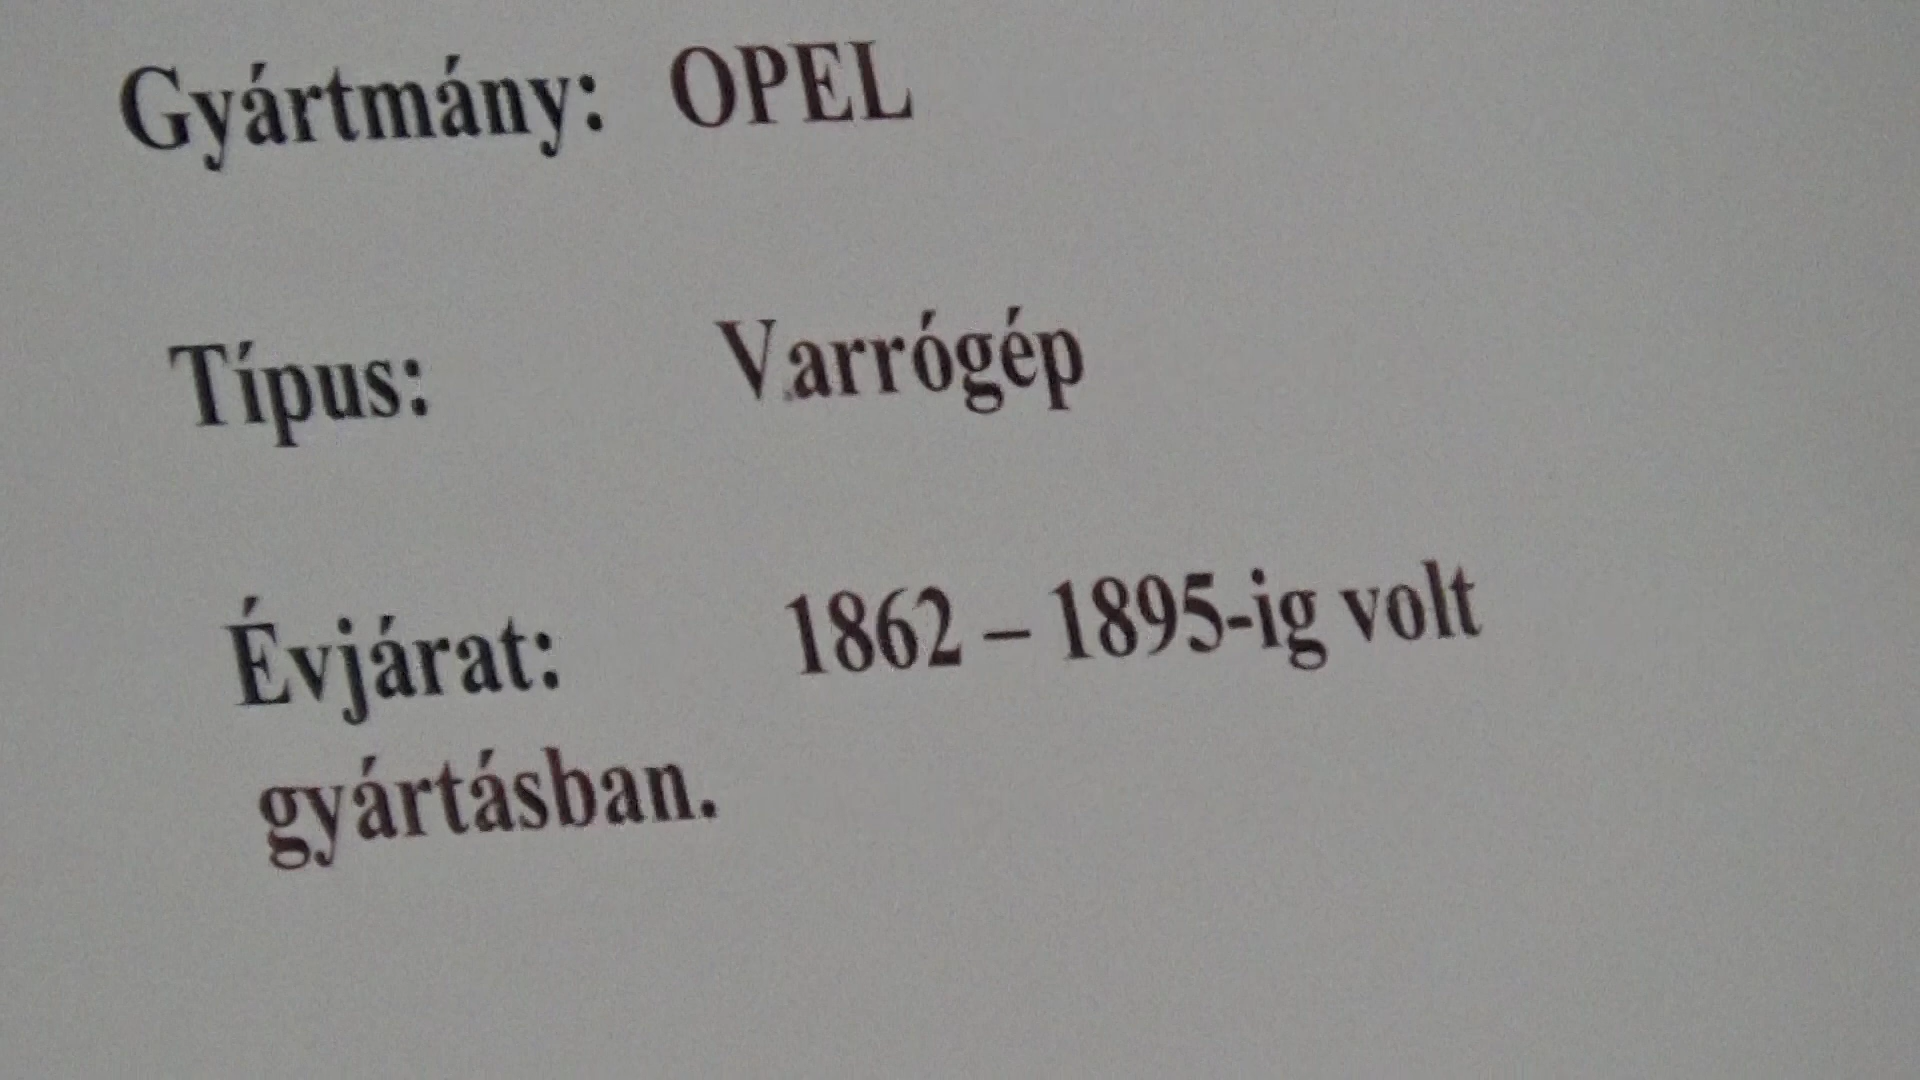 Gyártmány: OPEL
Típus: Varrógép
Évjárat: 1862 – 1895-ig volt
gyártásban.